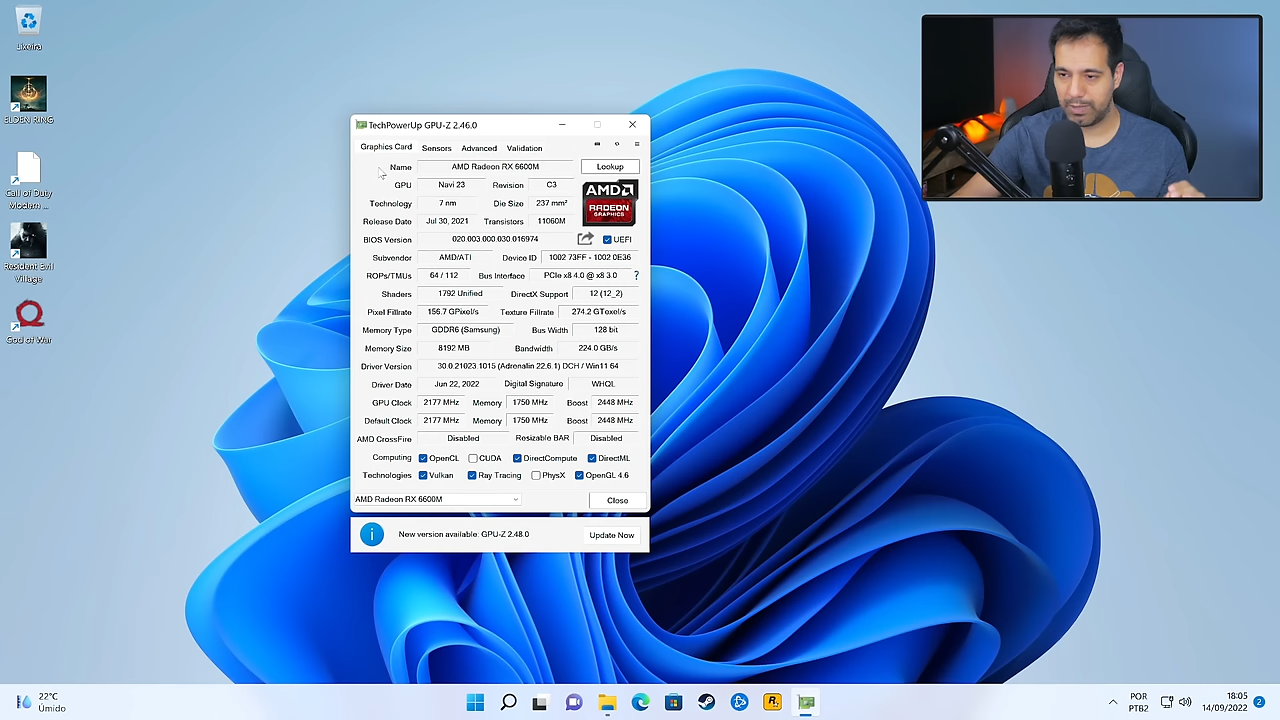 Lixeira
ELDEN RING
Call of Duty
Modern ...
Resident Evil
Village
God of War
TechPowerUp GPU-Z 2.46.0
Graphics Card Sensors Advanced Validation
Name AMD Radeon RX 6600M Lookup
GPU Navi 23 Revision C3
Technology 7 nm Die Size 237 mm²
Release Date Jul 30, 2021 Transistors 11060M
BIOS Version 020.003.000.030.016974 UEFI
Subvendor AMD/ATI Device ID 1002 73FF - 1002 0E36
ROPs/TMUs 64 / 112 Bus Interface PCIe x8 4.0 @ x8 3.0 ?
Shaders 1792 Unified DirectX Support 12 (12_2)
Pixel Fillrate 156.7 GPixel/s Texture Fillrate 274.2 GTexel/s
Memory Type GDDR6 (Samsung) Bus Width 128 bit
Memory Size 8192 MB Bandwidth 224.0 GB/s
Driver Version 30.0.21023.1015 (Adrenalin 22.6.1) DCH / Win11 64
Driver Date Jun 22, 2022 Digital Signature WHQL
GPU Clock 2177 MHz Memory 1750 MHz Boost 2448 MHz
Default Clock 2177 MHz Memory 1750 MHz Boost 2448 MHz
AMD CrossFire Disabled Resizable BAR Disabled
Computing OpenCL CUDA DirectCompute DirectML
Technologies Vulkan Ray Tracing PhysX OpenGL 4.6
AMD Radeon RX 6600M Close
New version available: GPU-Z 2.48.0 Update Now
AMD
RADEON
GRAPHICS
22°C
Úmido
POR
PTB2
18:05
14/09/2022
2